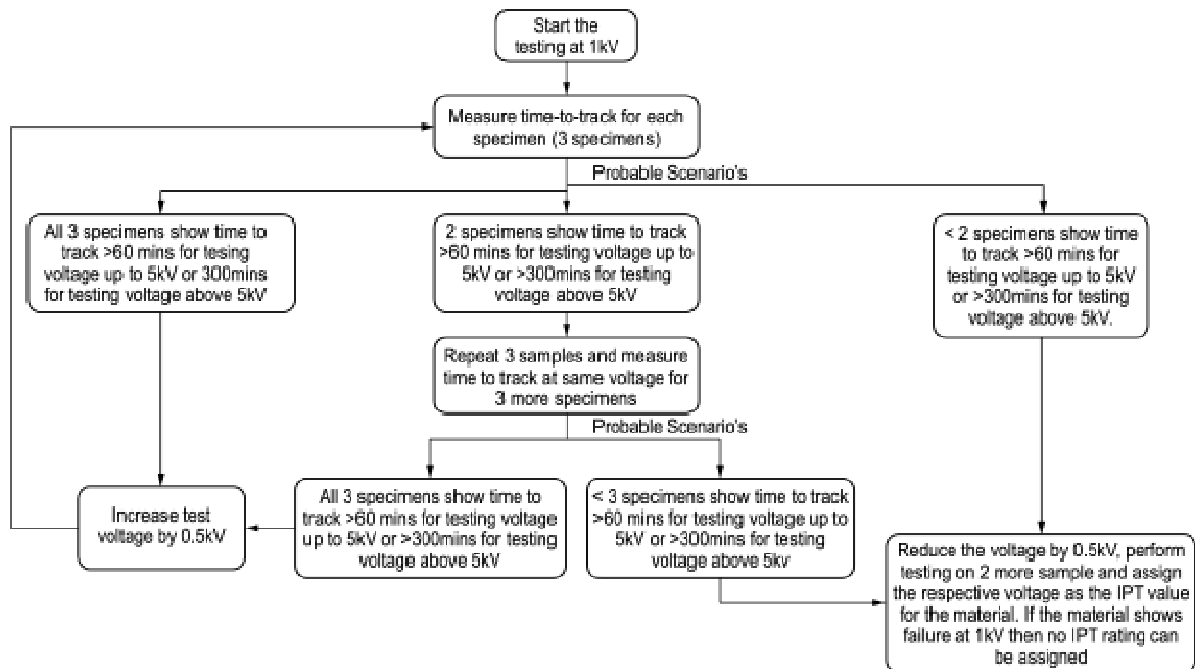 Start the
testing at 1kV
Measure time-to-track for each
specimen (3 specimens)
Probable Scenario's
All 3 specimens show time to
track >60 mins for tesing
voltage up to 5kV or 300mins
for testing voltage above 5kV
2 specimens show time to track
>60 mins for testing voltage up to
5kV or >300mins for testing
voltage above 5kV
< 2 specimens show time
to track >60 mins for
testing voltage up to 5kV
or >300mins for testing
voltage above 5kV.
Repeat 3 samples and measure
time to track at same voltage for
3 more specimens
Probable Scenario's
Increase test
voltage by 0.5kV
All 3 specimens show time to
track >60 mins for testing voltage
up to 5kV or >300mins for testing
voltage above 5kV
< 3 specimens show time to track
>60 mins for testing voltage up to
5kV or >300mins for testing
voltage above 5kv
Reduce the voltage by 0.5kV, perform
testing on 2 more sample and assign
the respective voltage as the IPT value
for the material. If the material shows
failure at 1kV then no IPT rating can
be assigned